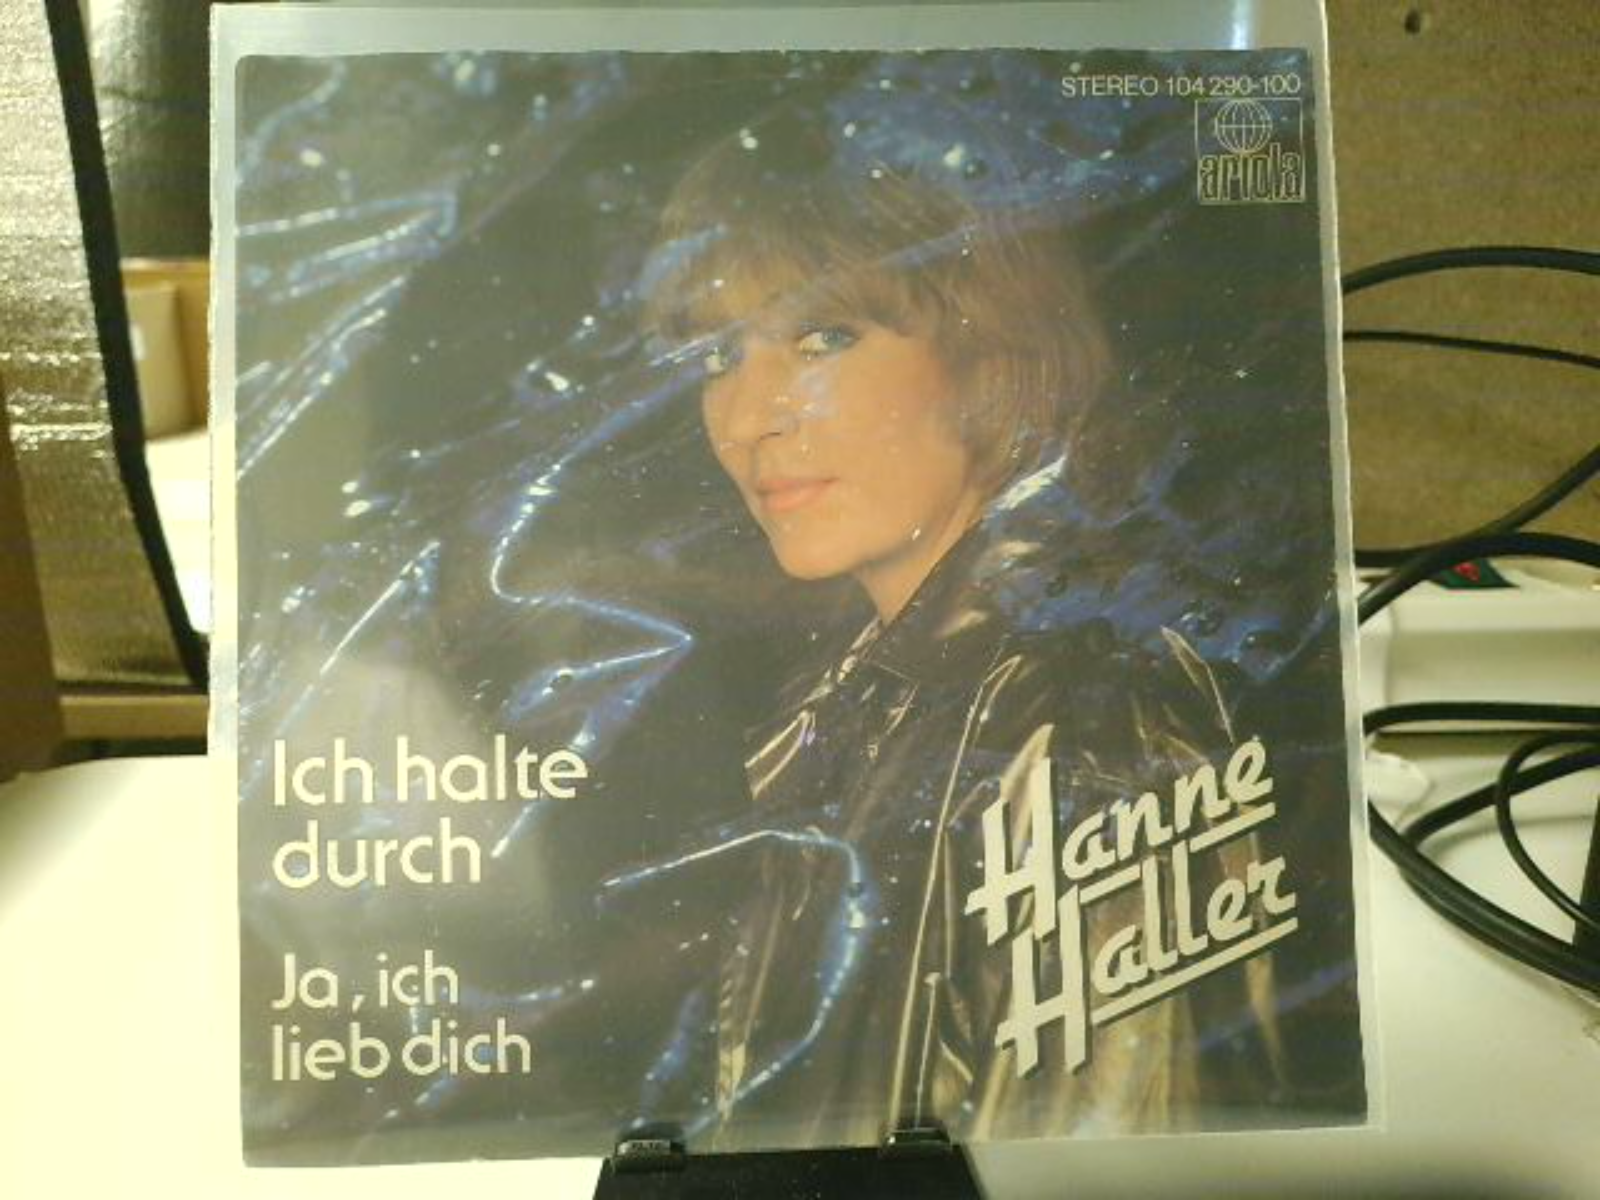 STEREO 104 290-100
ariola
Ich halte
durch
Ja, ich
lieb dich
Hanne
Haller